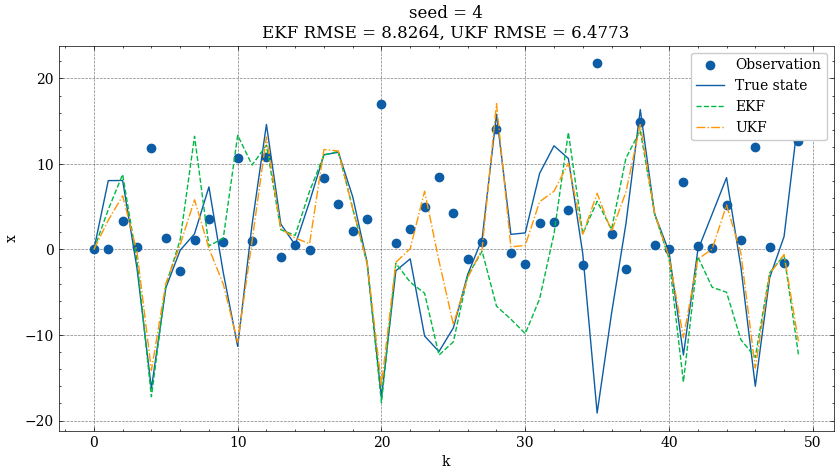 seed = 4
EKF RMSE = 8.8264, UKF RMSE = 6.4773
Observation
True state
EKF
UKF
x
20
10
0
−10
−20
0
10
20
30
40
50
k